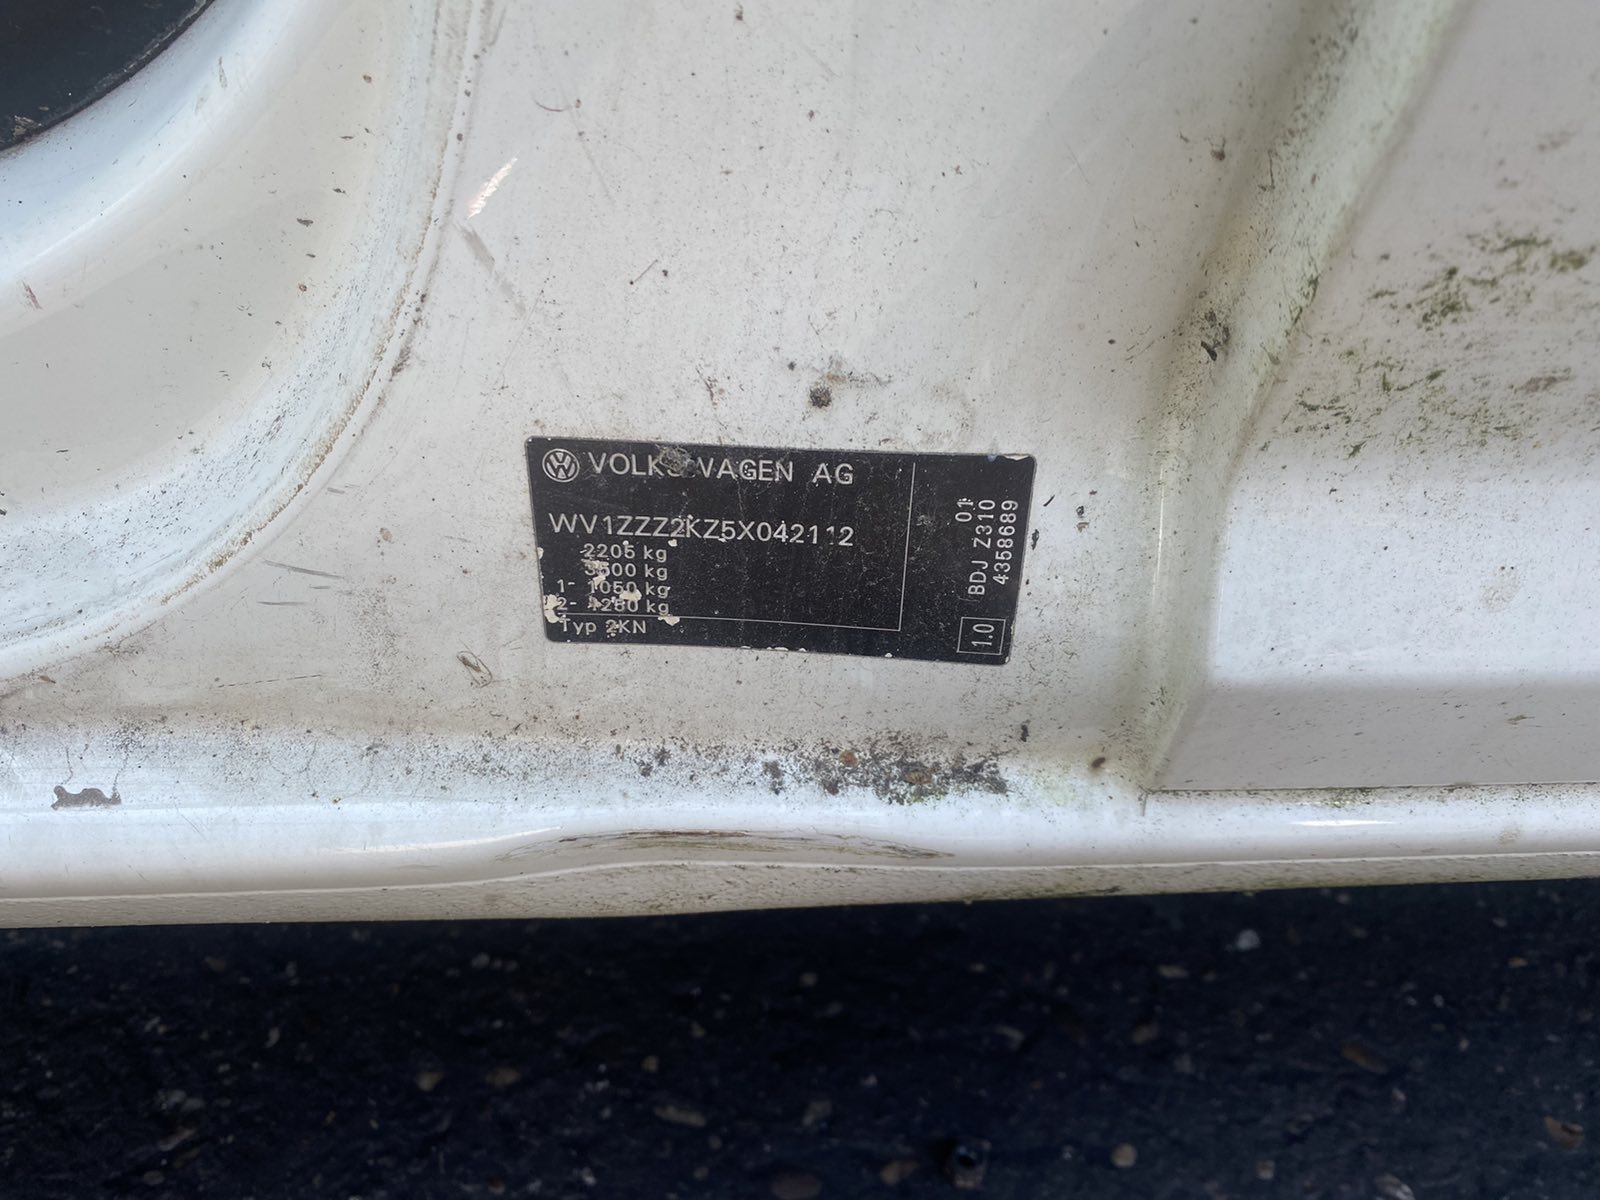 VOLKSWAGEN AG
WV1ZZZ2KZ5X042112
2205 kg
3500 kg
1- 1050 kg
2- 1250 kg
Typ 2KN
01
BDJ Z310
4358689
1.0